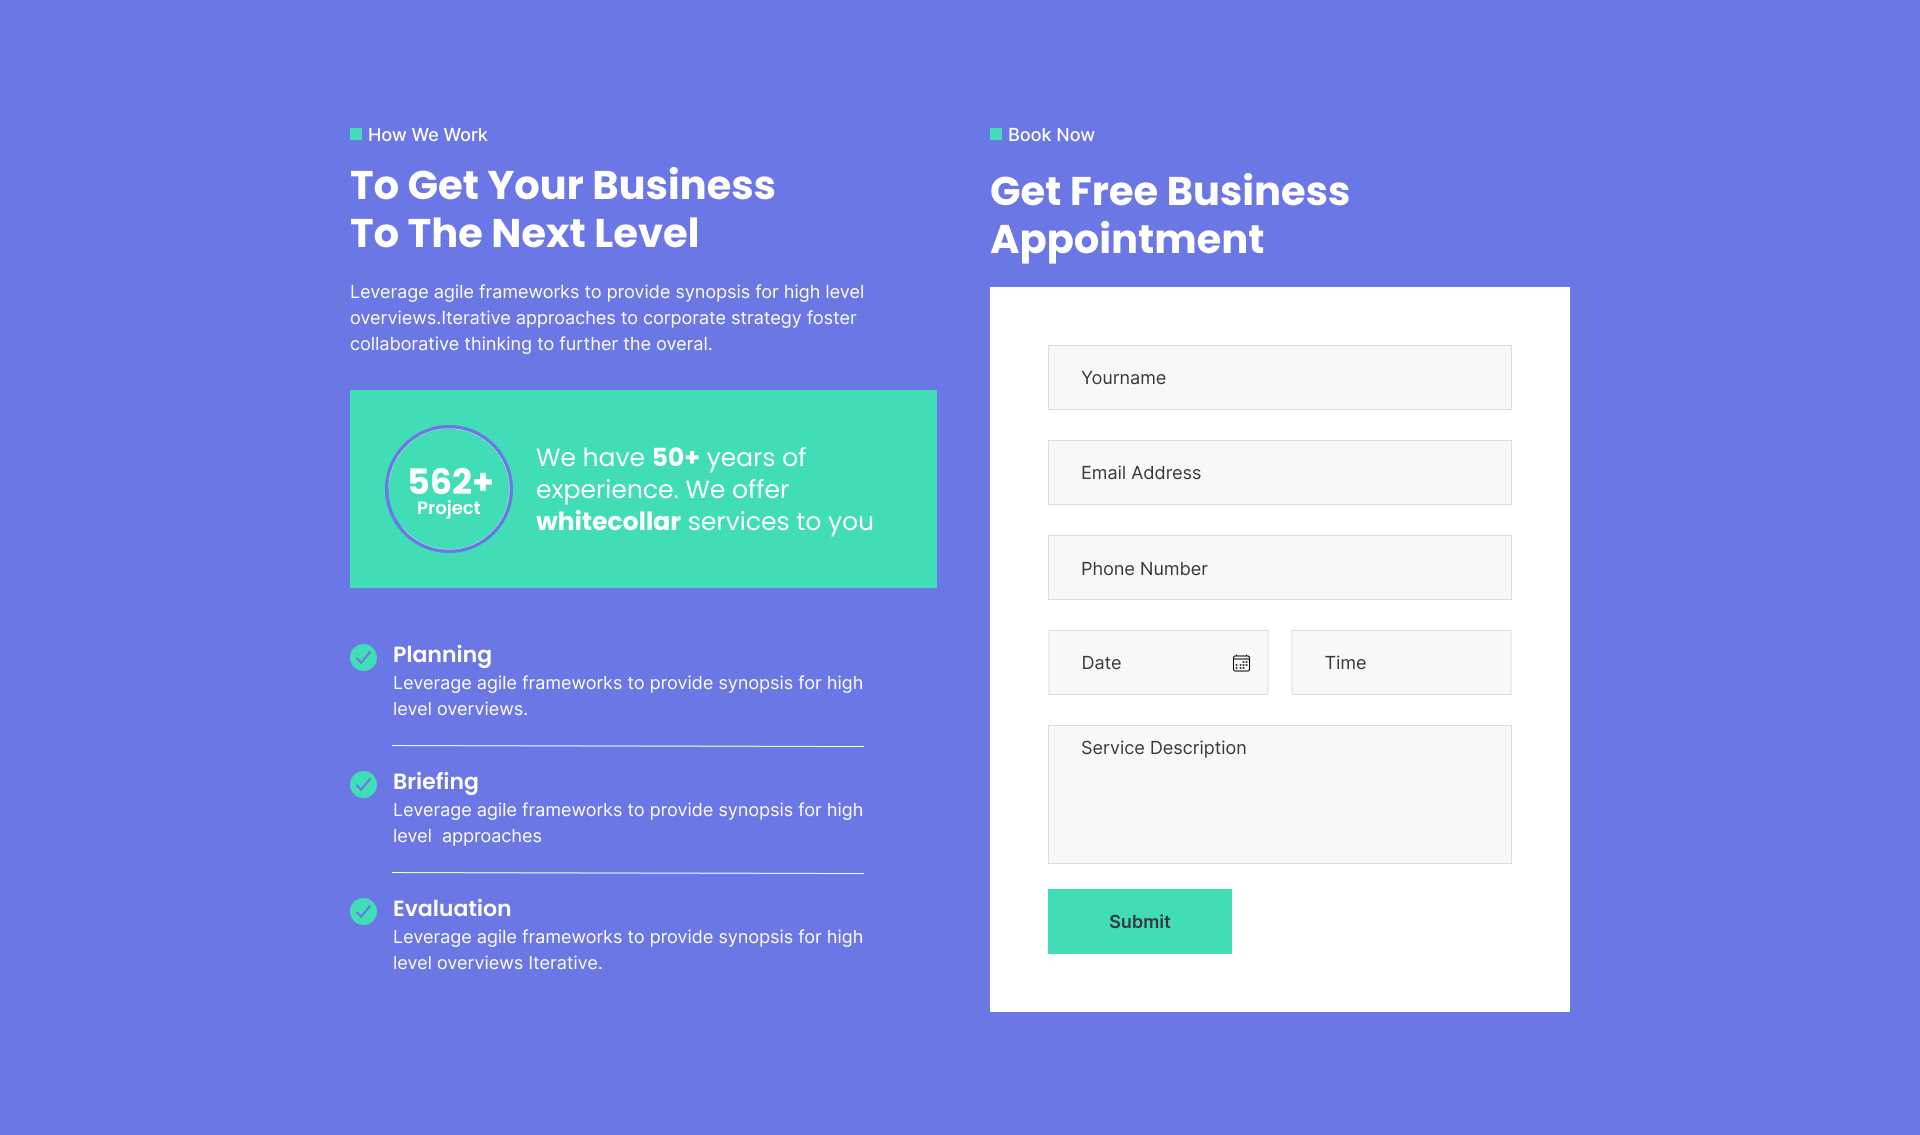 How We Work
To Get Your Business
To The Next Level
Leverage agile frameworks to provide synopsis for high level
overviews.Iterative approaches to corporate strategy foster
collaborative thinking to further the overal.
562+
Project
We have 50+ years of
experience. We offer
whitecollar services to you
Planning
Leverage agile frameworks to provide synopsis for high
level overviews.
Briefing
Leverage agile frameworks to provide synopsis for high
level  approaches
Evaluation
Leverage agile frameworks to provide synopsis for high
level overviews Iterative.
Book Now
Get Free Business
Appointment
Yourname
Email Address
Phone Number
Date
Time
Service Description
Submit